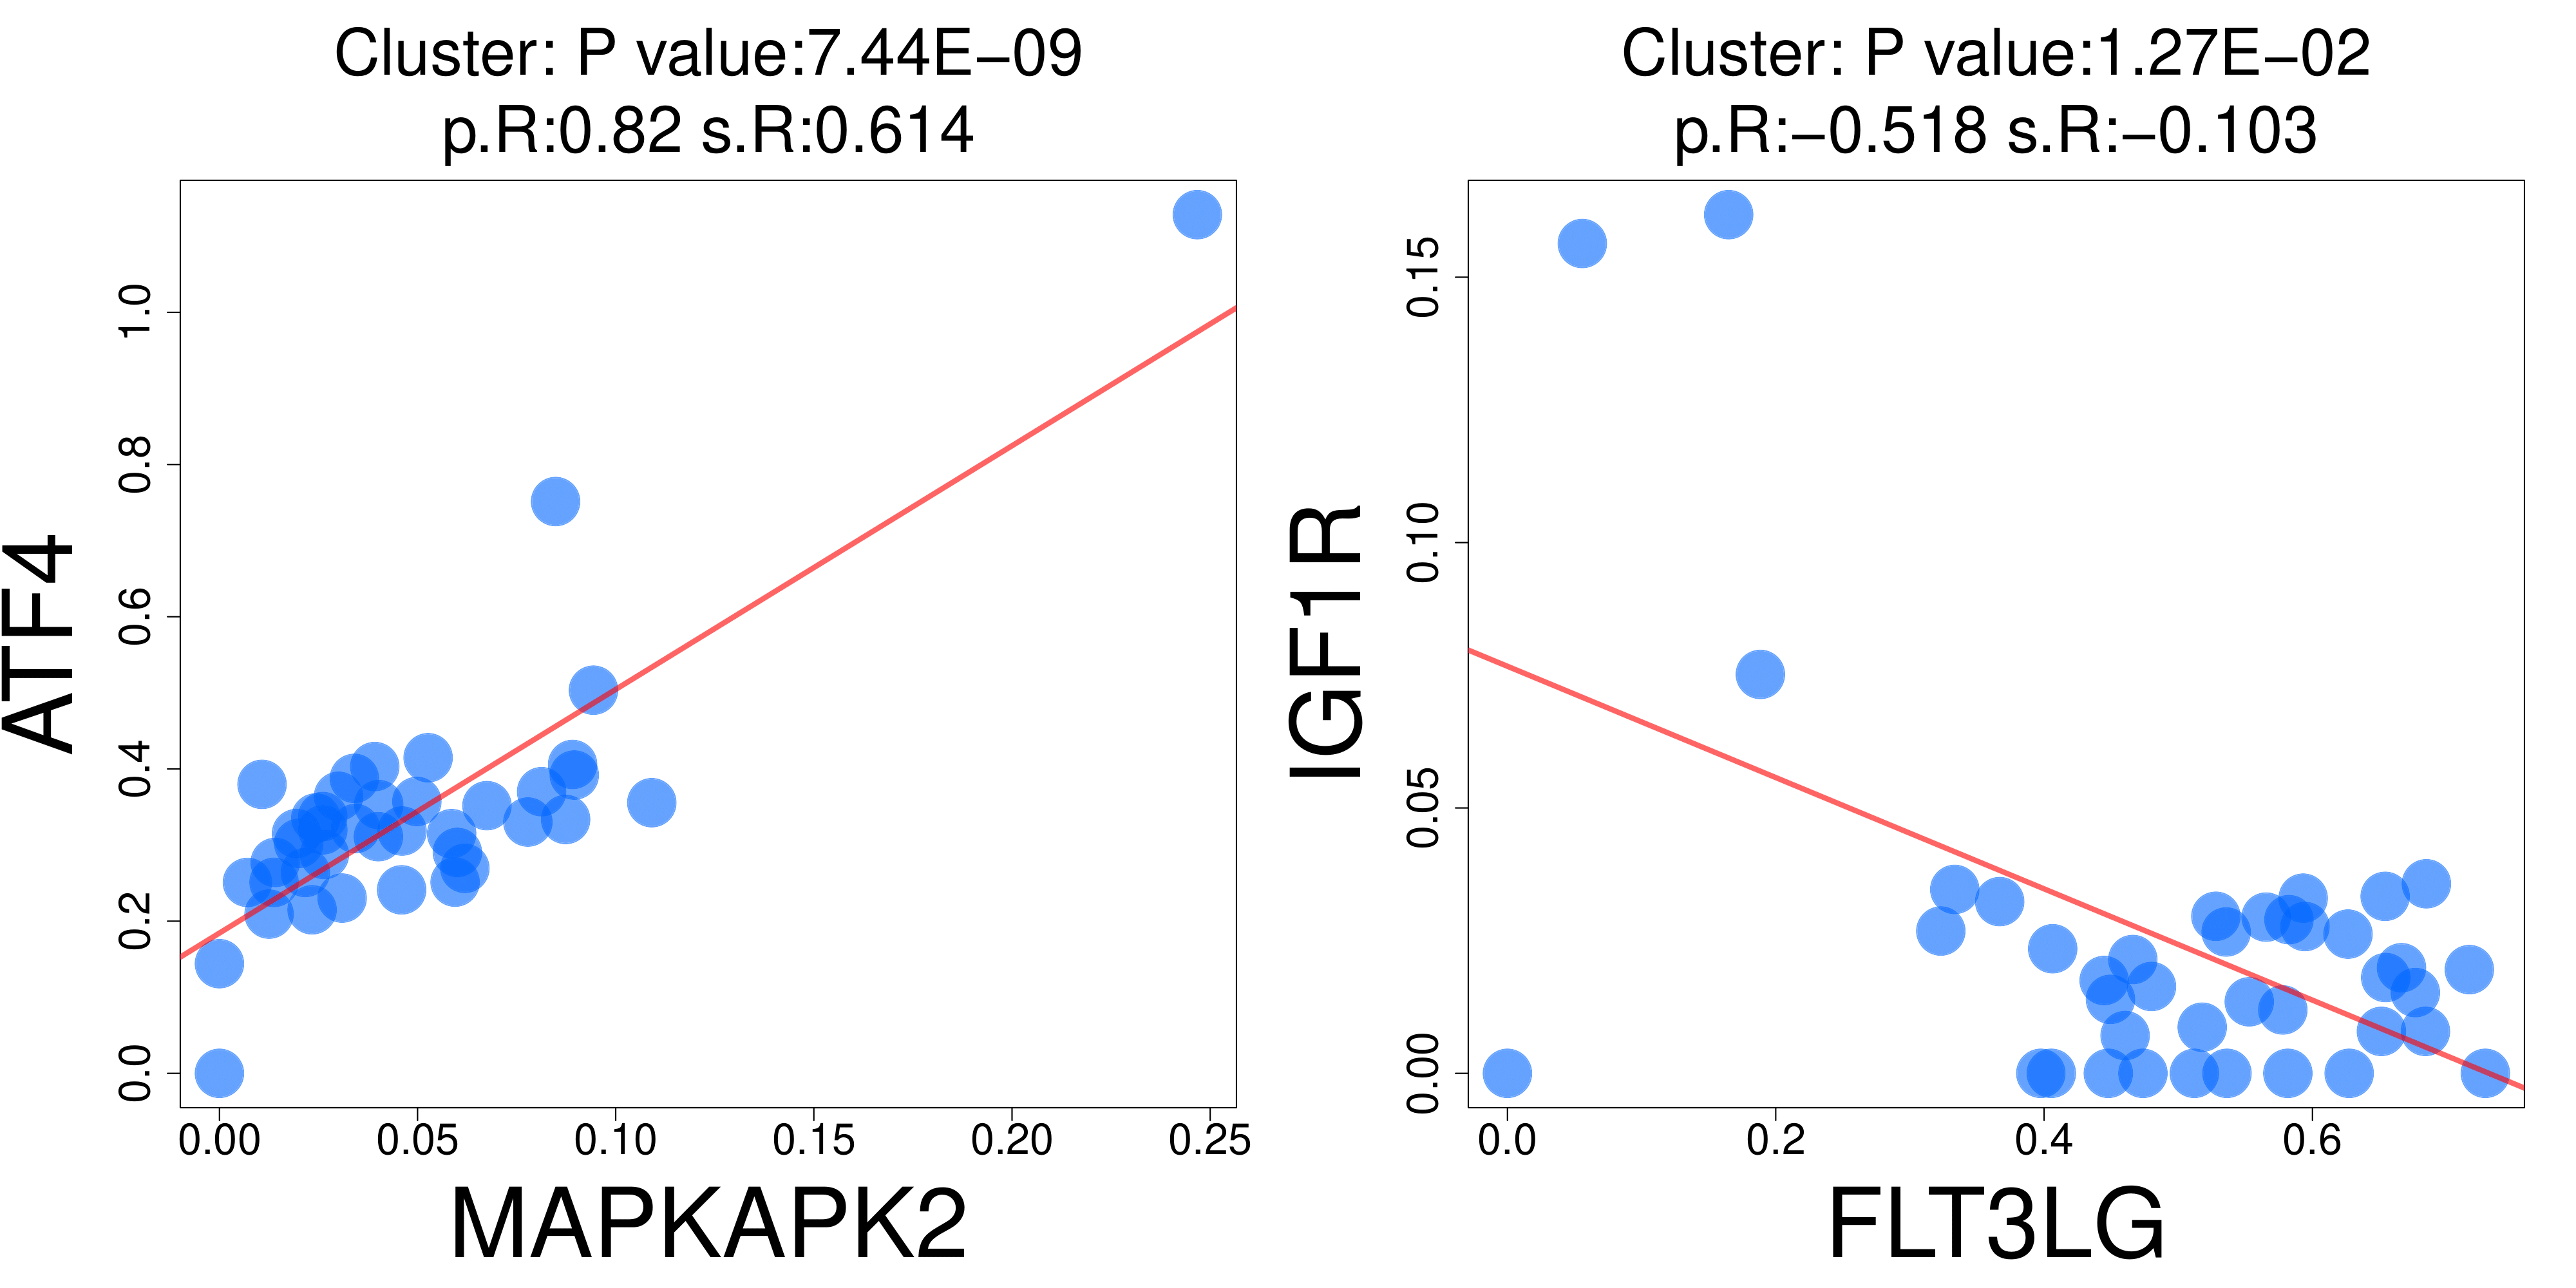 Cluster: P value:7.44E−09
p.R:0.82 s.R:0.614
ATF4
0.0 0.2 0.4 0.6 0.8 1.0
0.00 0.05 0.10 0.15 0.20 0.25
MAPKAPK2
Cluster: P value:1.27E−02
p.R:−0.518 s.R:−0.103
IGF1R
0.00 0.05 0.10 0.15
0.0 0.2 0.4 0.6
FLT3LG